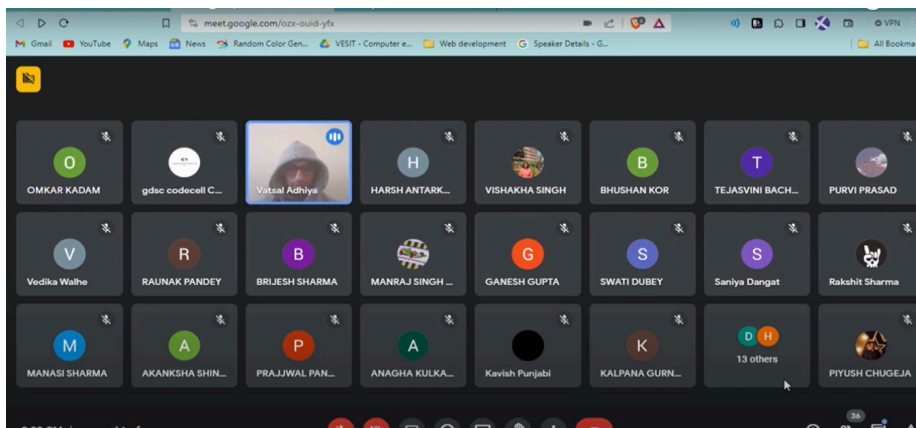 meet.google.com/ozx-ouid-yfx
VPN
Gmail YouTube Maps News Random Color Gen... VESIT - Computer e... Web development Speaker Details - G... All Bookma
O H B T
OMKAR KADAM gdsc codecell C... Vatsal Adhiya HARSH ANTARK... VISHAKHA SINGH BHUSHAN KOR TEJASVINI BACH... PURVI PRASAD
V R B G S S
Vedika Walhe RAUNAK PANDEY BRIJESH SHARMA MANRAJ SINGH ... GANESH GUPTA SWATI DUBEY Saniya Dangat Rakshit Sharma
M A P A K D H
13 others
MANASI SHARMA AKANKSHA SHIN... PRAJJWAL PAN... ANAGHA KULKA... Kavish Punjabi KALPANA GURN... PIYUSH CHUGEJA
36